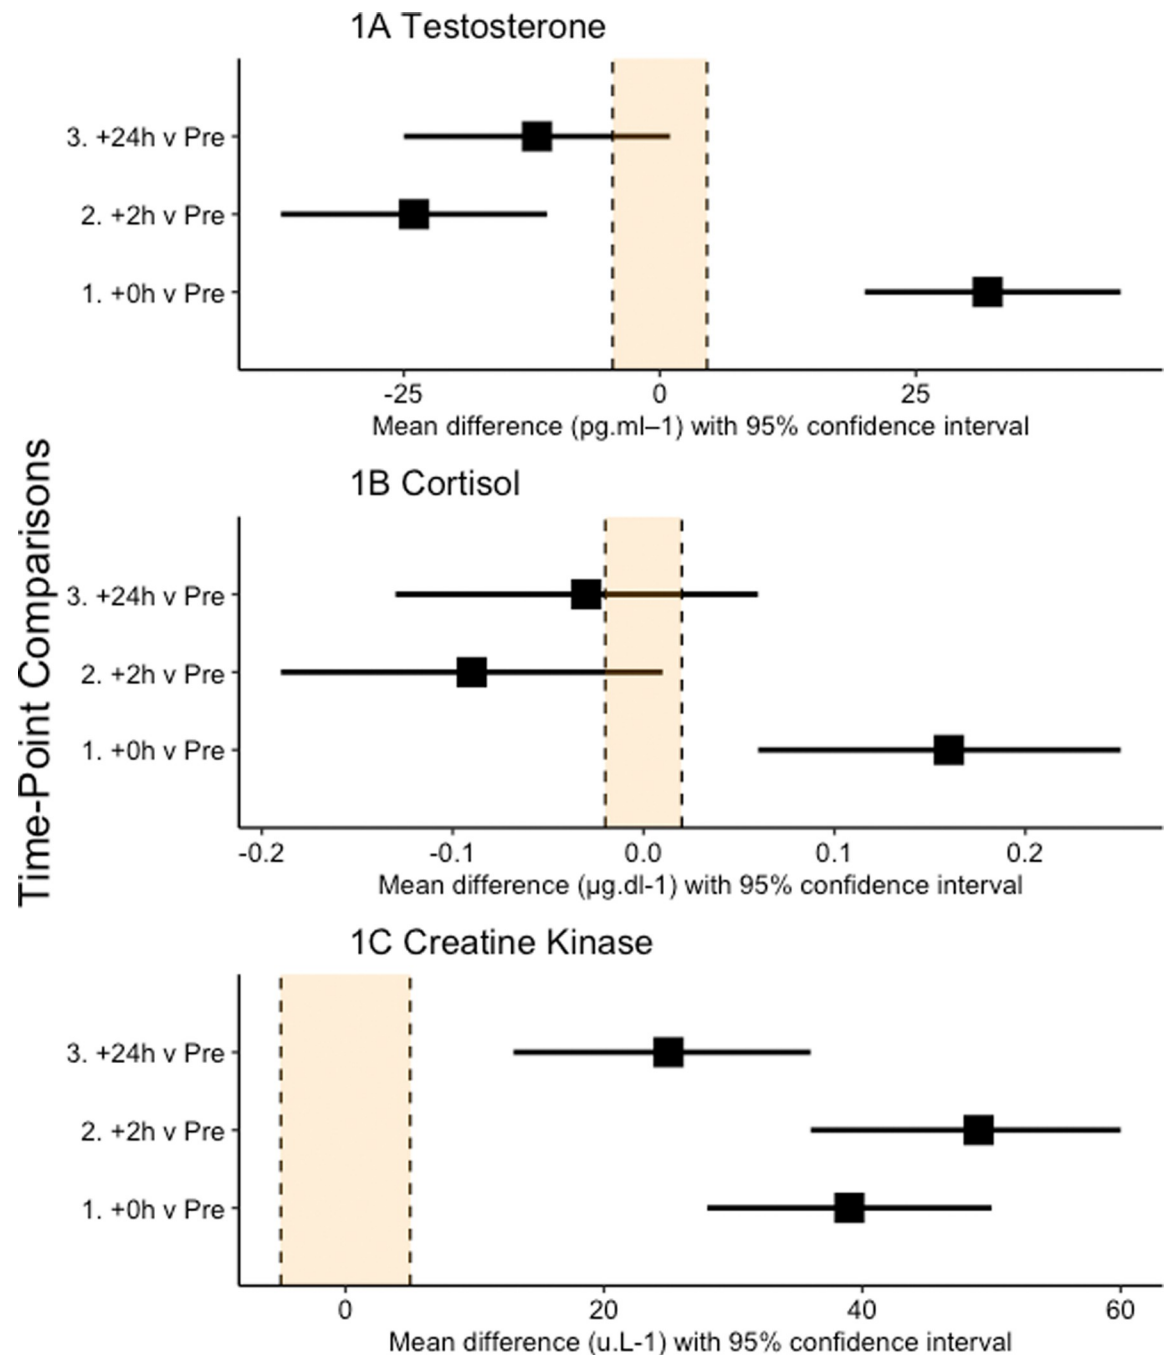 1A Testosterone
3. +24h v Pre
2. +2h v Pre
1. +0h v Pre
-25 0 25
Mean difference (pg.ml–1) with 95% confidence interval
Time-Point Comparisons
1B Cortisol
3. +24h v Pre
2. +2h v Pre
1. +0h v Pre
-0.2 -0.1 0.0 0.1 0.2
Mean difference (µg.dl-1) with 95% confidence interval
1C Creatine Kinase
3. +24h v Pre
2. +2h v Pre
1. +0h v Pre
0 20 40 60
Mean difference (u.L-1) with 95% confidence interval